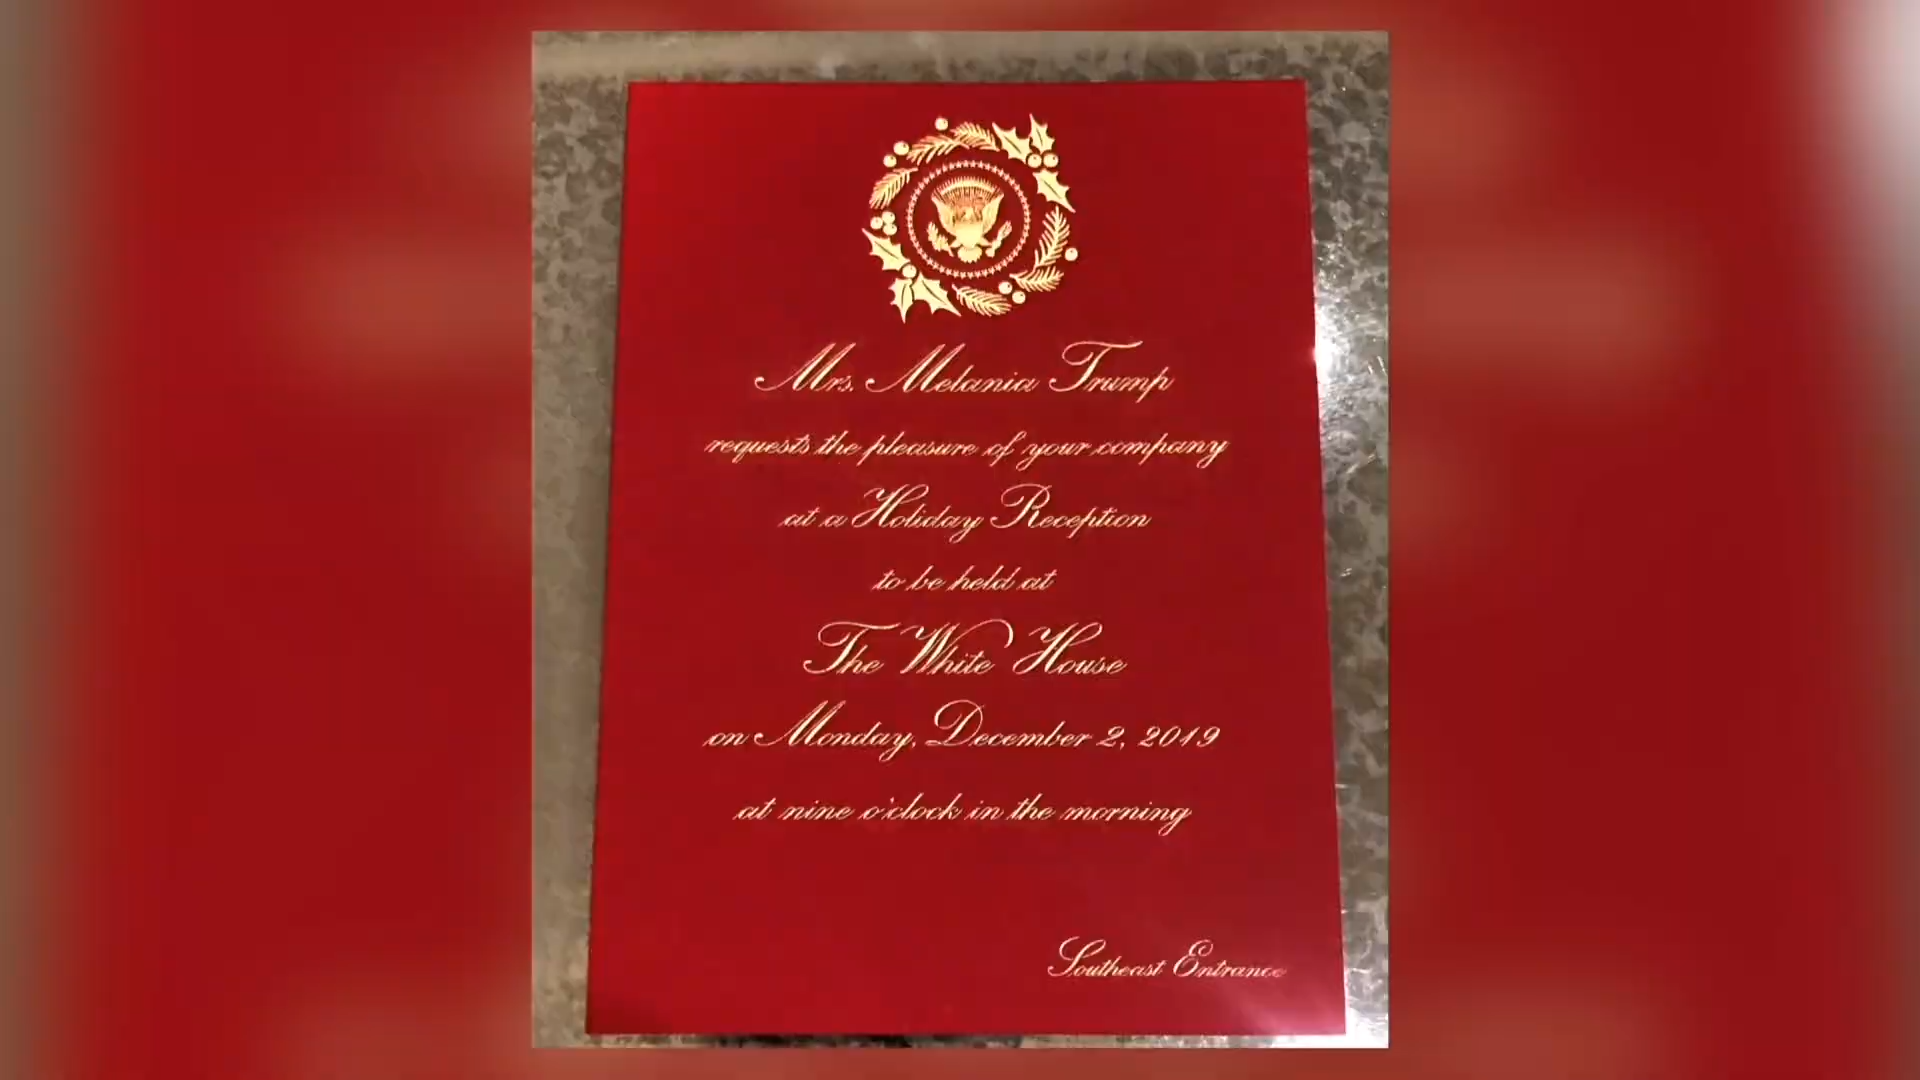 Mrs. Melania Trump
requests the pleasure of your company
at a Holiday Reception
to be held at
The White House
on Monday, December 2, 2019
at nine o'clock in the morning
Southeast Entrance